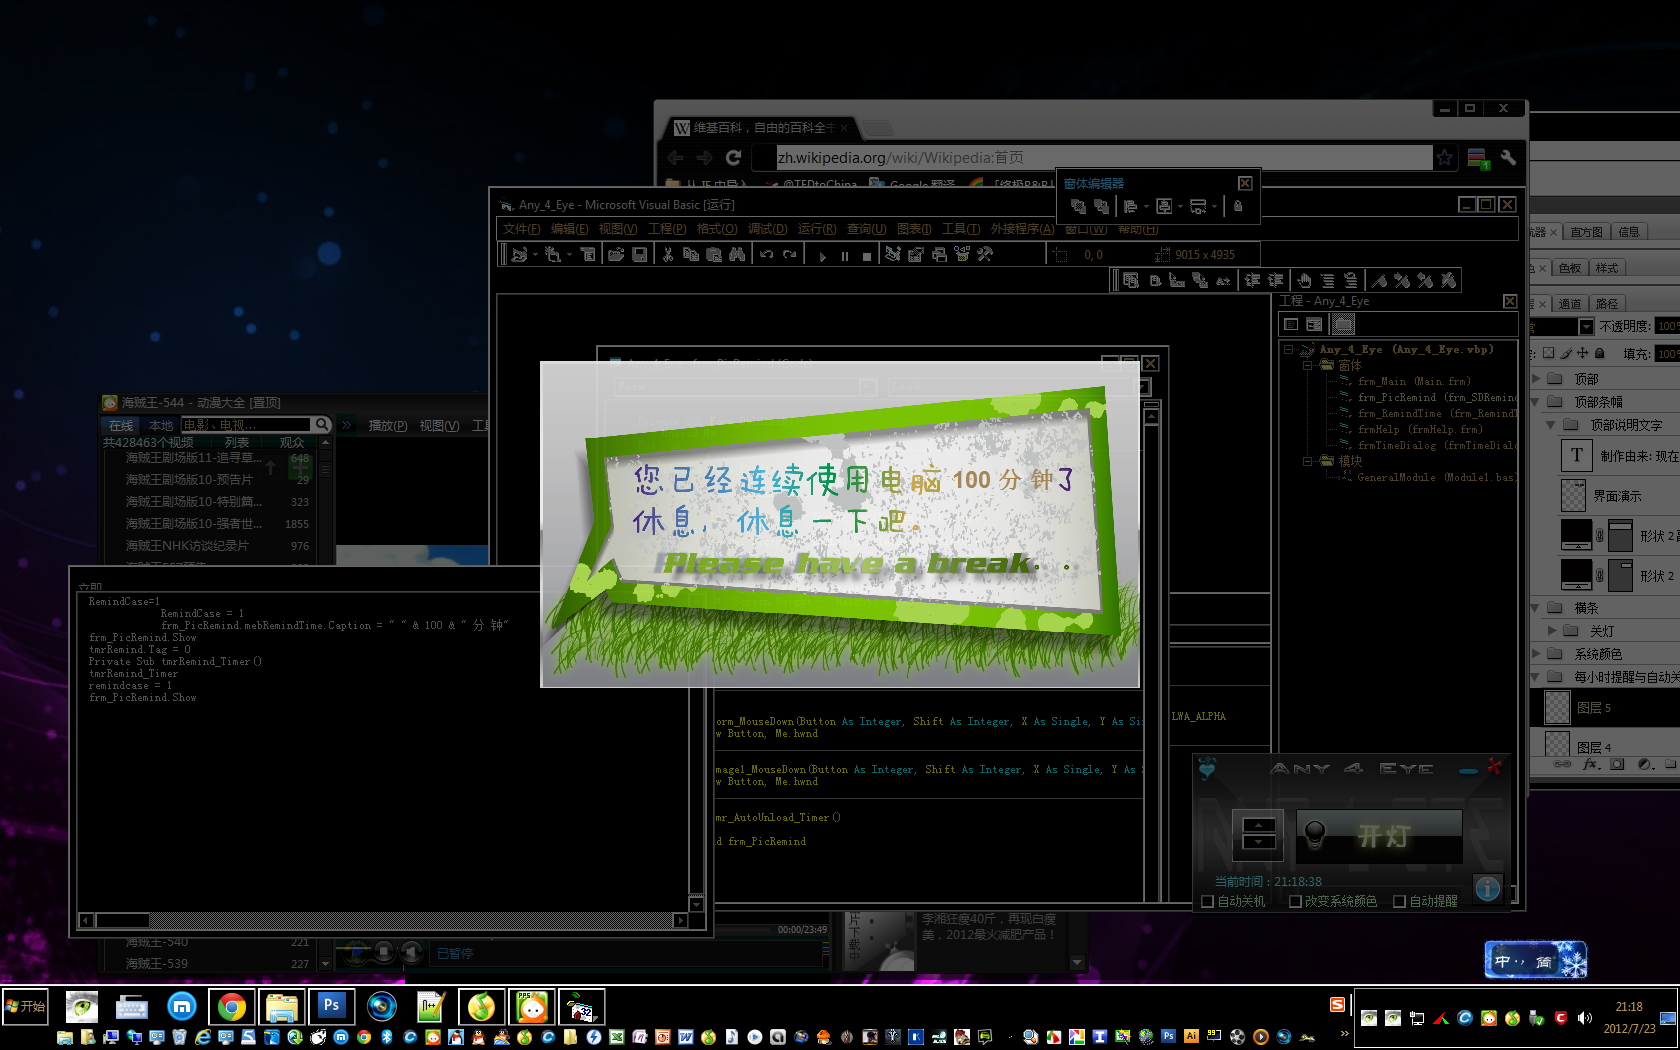 维基百科，自由的百科全
zh.wikipedia.org/wiki/Wikipedia:首页
@TEDtoChina
Google 翻译
窗体编辑器
Any_4_Eye - Microsoft Visual Basic [运行]
文件(F) 编辑(E) 视图(V) 工程(P) 格式(O) 调试(D) 运行(R) 查询(U) 图表(I) 工具(T) 外接程序(A) 窗口(W) 帮助(H)
0, 0
9015 x 4935
工程 - Any_4_Eye
Any_4_Eye (Any_4_Eye.vbp)
窗体
frm_Main (Main.frm)
frm_PicRemind (frm_SDRemin
frm_RemindTime (frm_RemindT
frmHelp (frmHelp.frm)
frmTimeDialog (frmTimeDialo
模块
GeneralModule (Module1.bas)
直方图 信息
色板 样式
通道 路径
不透明度: 100%
填充: 100%
顶部
顶部条幅
顶部说明文字
T 制作由来: 现在
界面演示
形状 2
形状 2
横条
关灯
系统颜色
每小时提醒与自动关
图层 5
图层 4
海贼王-544 - 动漫大全 [置顶]
在线 本地 电影、电视...
播放(P) 视图(V)
共428463个视频 列表 观众
海贼王剧场版11-追寻草... 648
海贼王剧场版10-预告片 29
海贼王剧场版10-特别篇... 323
海贼王剧场版10-强者世... 1855
海贼王NHK访谈纪录片 976
您已经连续使用电脑 100 分 钟了
休息，休息一下吧。
Please have a break. . .
立即
RemindCase=1
RemindCase = 1
frm_PicRemind.mebRemindTime.Caption = " " & 100 & " 分 钟"
frm_PicRemind.Show
tmrRemind.Tag = 0
Private Sub tmrRemind_Timer()
tmrRemind_Timer
remindcase = 1
frm_PicRemind.Show
orm_MouseDown(Button As Integer, Shift As Integer, X As Single, Y As Si
w Button, Me.hwnd
LWA_ALPHA
mage1_MouseDown(Button As Integer, Shift As Integer, X As Single, Y As S
w Button, Me.hwnd
mr_AutoUnload_Timer()
d frm_PicRemind
ANY 4 EYE
开灯
当前时间：21:18:38
自动关机 改变系统颜色 自动提醒
海贼王-540 221
海贼王-539 227
已暂停
00:00/23:49
片下载中
李湘狂瘦40斤，再现白瘦
美，2012最火减肥产品！
中 简
开始
Ps
21:18
2012/7/23